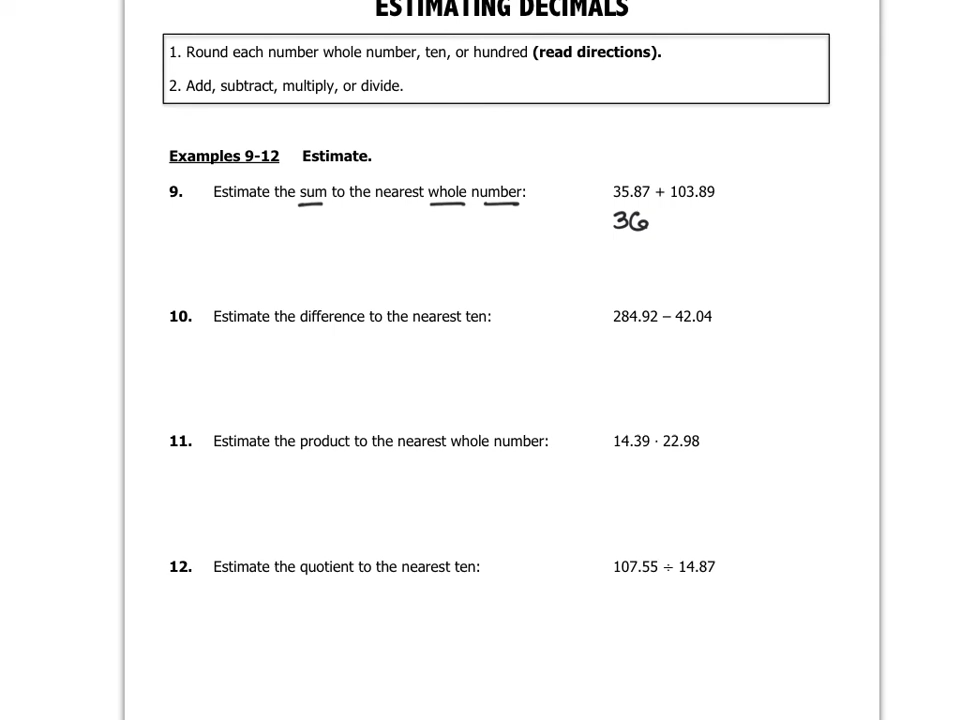 ESTIMATING DECIMALS
1. Round each number whole number, ten, or hundred (read directions).
2. Add, subtract, multiply, or divide.
Examples 9-12 Estimate.
9. Estimate the sum to the nearest whole number: 35.87 + 103.89
36
10. Estimate the difference to the nearest ten: 284.92 – 42.04
11. Estimate the product to the nearest whole number: 14.39 · 22.98
12. Estimate the quotient to the nearest ten: 107.55 ÷ 14.87